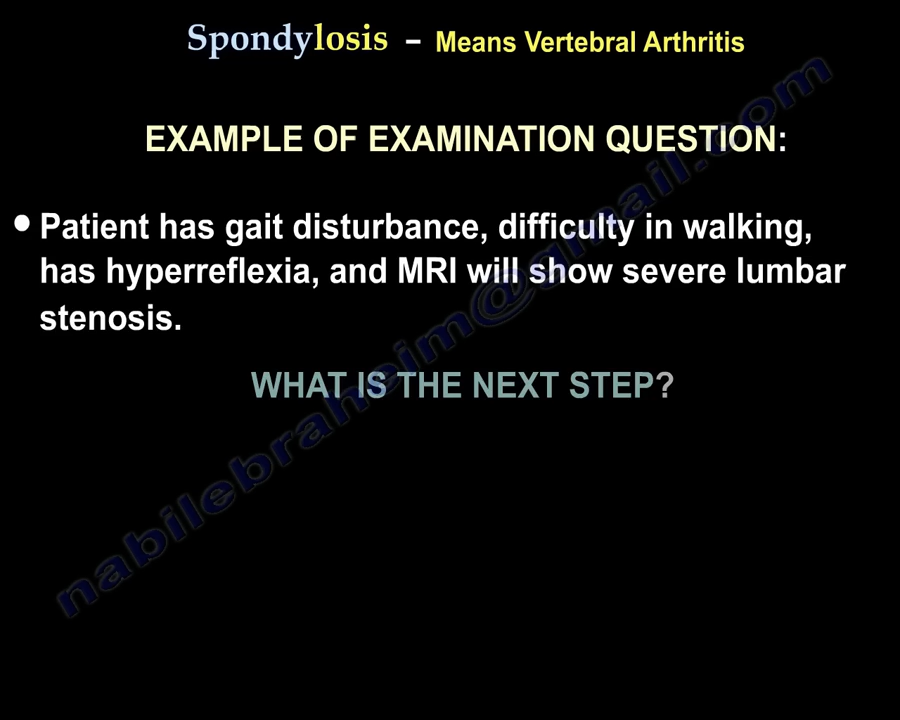 Spondylosis – Means Vertebral Arthritis
EXAMPLE OF EXAMINATION QUESTION:
• Patient has gait disturbance, difficulty in walking,
has hyperreflexia, and MRI will show severe lumbar
stenosis.
WHAT IS THE NEXT STEP?
nabilebraheim@gmail.com